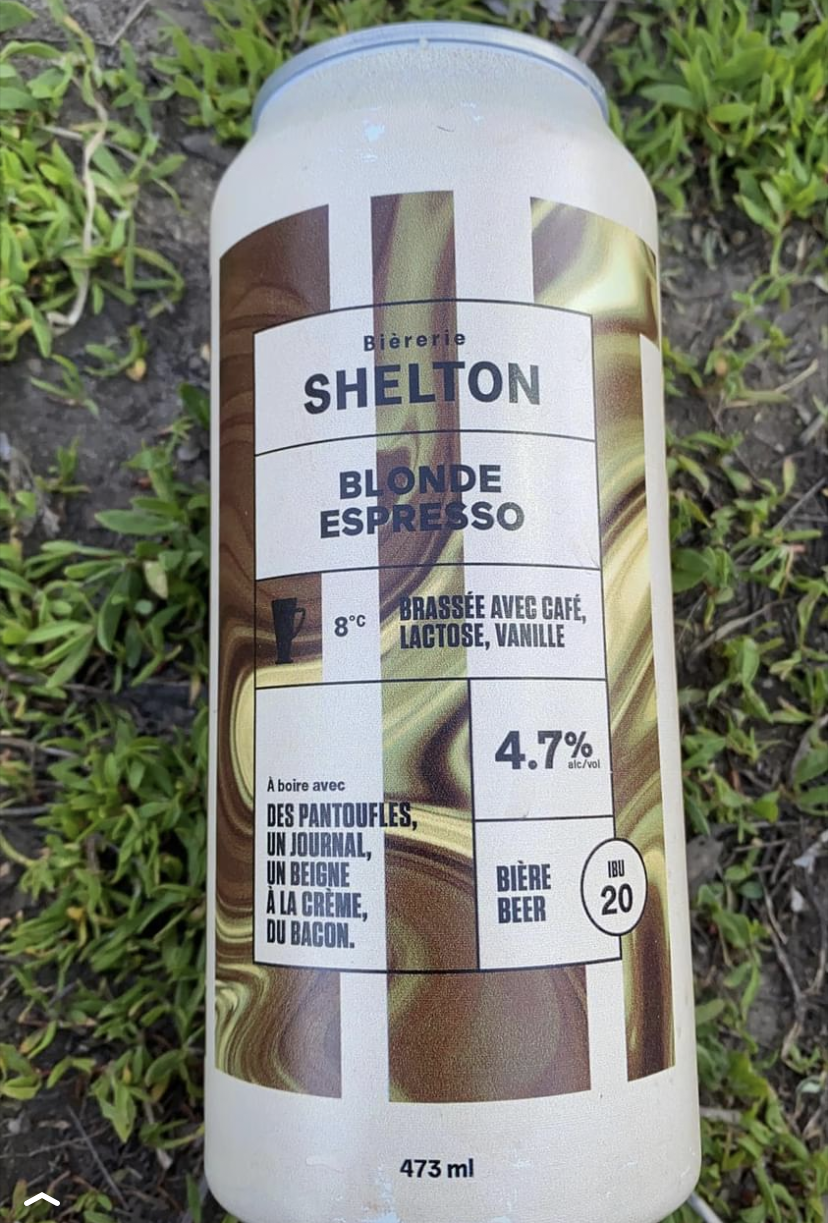 Bièrerie
SHELTON
BLONDE
ESPRESSO
8°C
BRASSÉE AVEC CAFÉ,
LACTOSE, VANILLE
4.7%
alc/vol
À boire avec
DES PANTOUFLES,
UN JOURNAL,
UN BEIGNE
À LA CRÈME,
DU BACON.
BIÈRE
BEER
IBU
20
473 ml